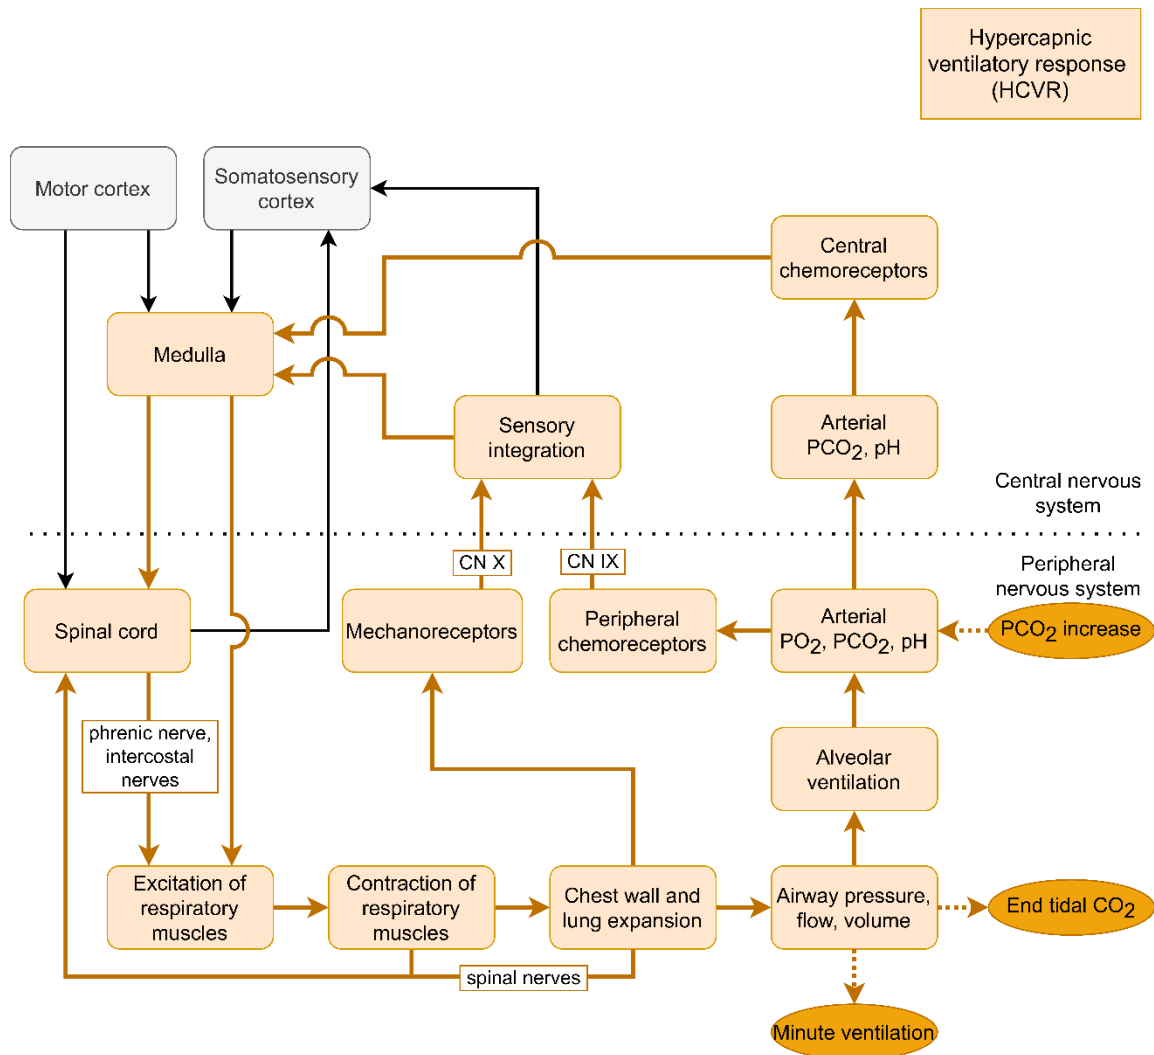 Hypercapnic
ventilatory response
(HCVR)
Motor cortex
Somatosensory
cortex
Central
chemoreceptors
Medulla
Sensory
integration
Arterial
PCO₂, pH
Central nervous
system
CN X
CN IX
Peripheral
nervous system
Spinal cord
Mechanoreceptors
Peripheral
chemoreceptors
Arterial
PO₂, PCO₂, pH
PCO₂ increase
phrenic nerve,
intercostal
nerves
Alveolar
ventilation
Excitation of
respiratory
muscles
Contraction of
respiratory
muscles
Chest wall and
lung expansion
Airway pressure,
flow, volume
End tidal CO₂
spinal nerves
Minute ventilation